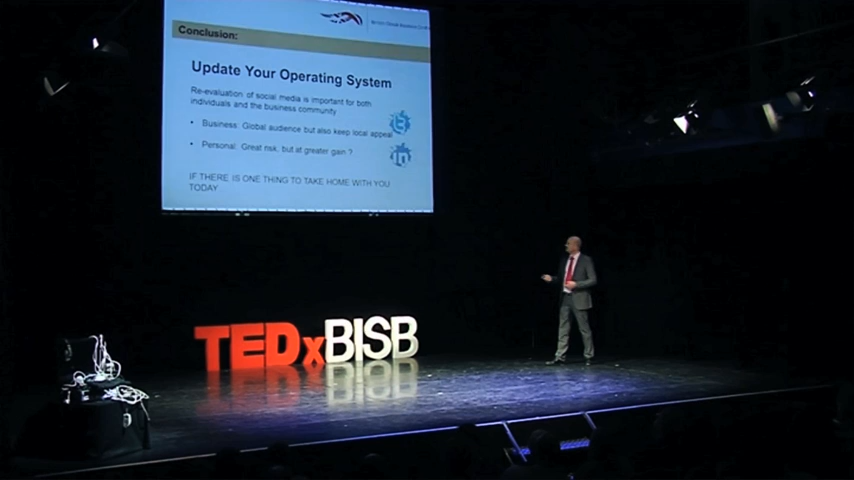 Conclusion:
Update Your Operating System
Re-evaluation of social media is important for both
individuals and the business community
• Business: Global audience but also keep local appeal
• Personal: Great risk, but at greater gain ?
IF THERE IS ONE THING TO TAKE HOME WITH YOU
TODAY
in
TEDxBISB